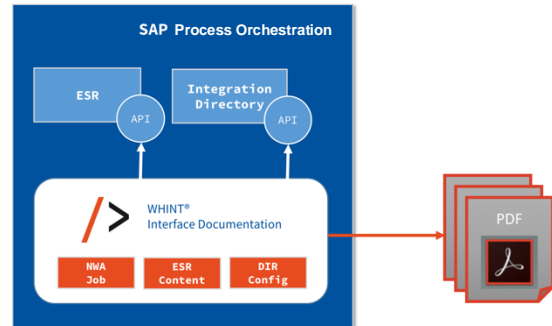 SAP Process Orchestration
ESR
API
Integration
Directory
API
/>
WHINT®
Interface Documentation
NWA
Job
ESR
Content
DIR
Config
PDF